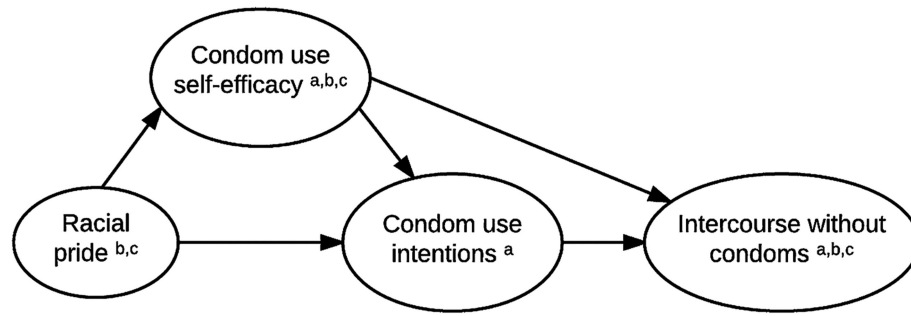 Condom use
self-efficacy a,b,c
Racial
pride b,c
Condom use
intentions a
Intercourse without
condoms a,b,c